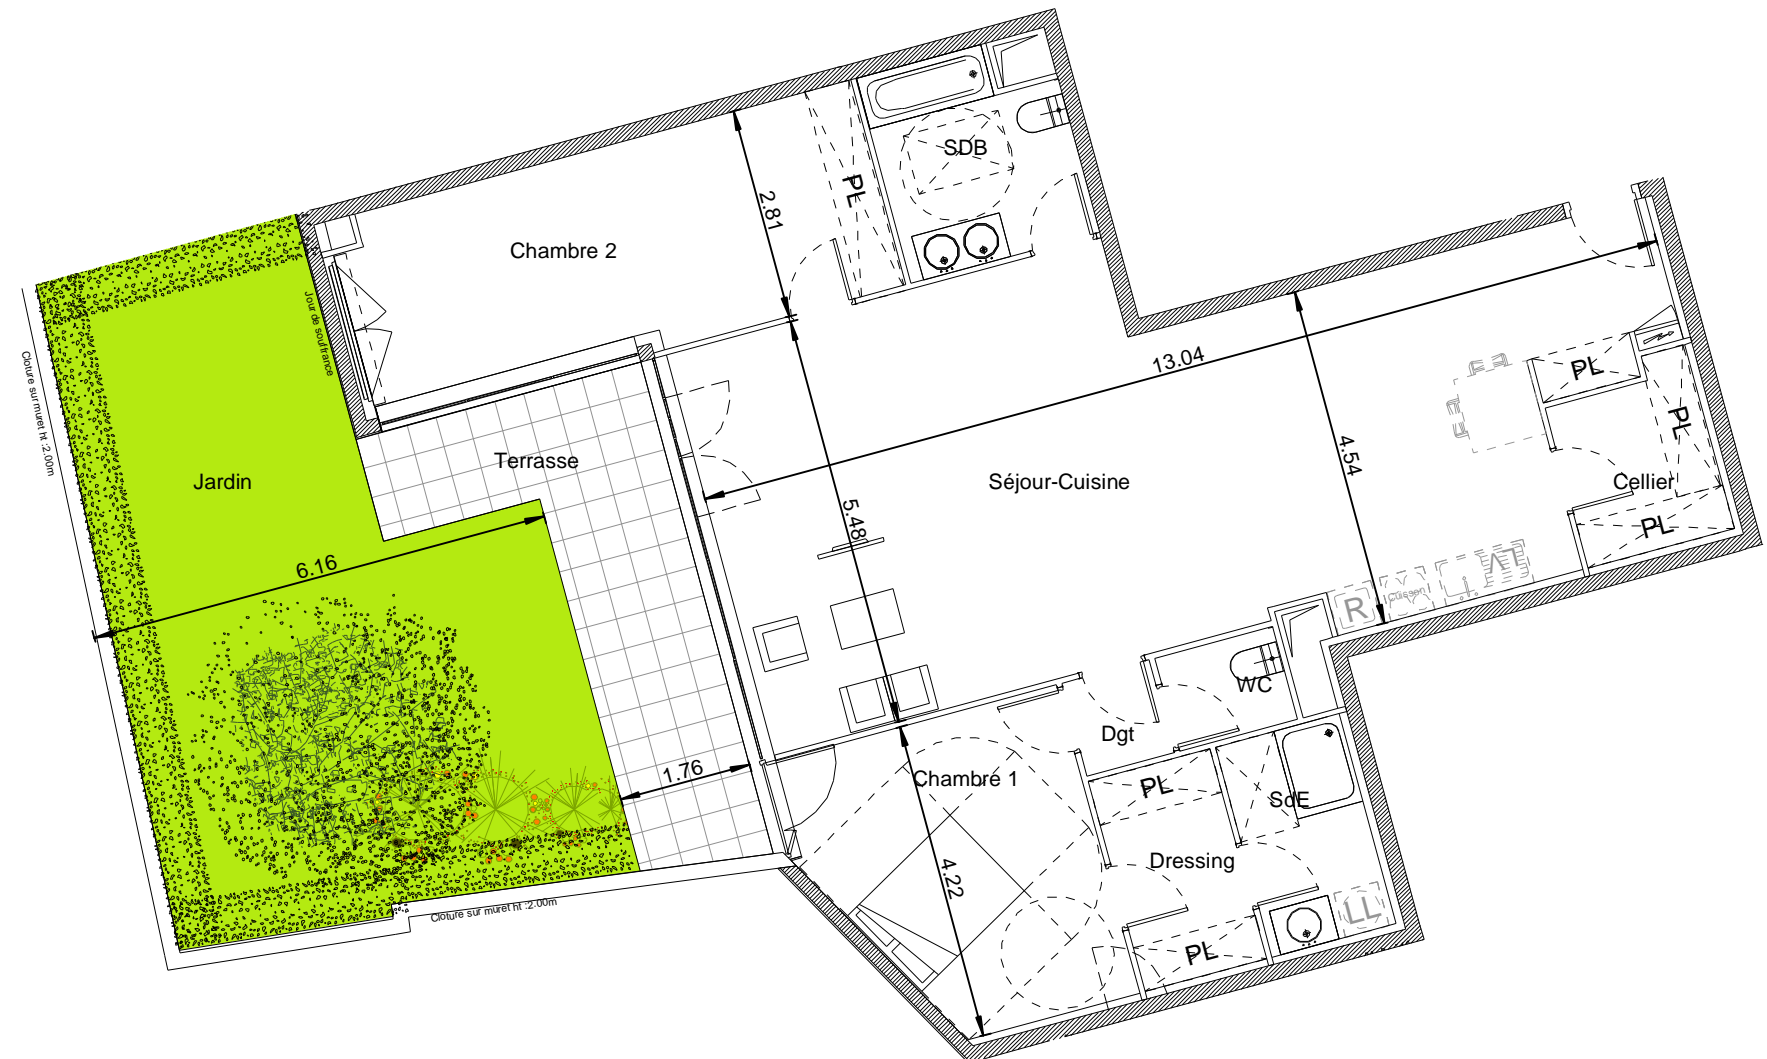 SDB
PL
2.81
Chambre 2
Jour de souffrance
Cloture sur muret ht :2.00m
13.04
PL
PL
4.54
Terrasse
Jardin
Séjour-Cuisine
Cellier
5.48
PL
LV
6.16
Cuisson
R
WC
Dgt
1.76
Chambre 1
PL
SdE
Dressing
4.22
LL
Cloture sur muret ht :2.00m
PL